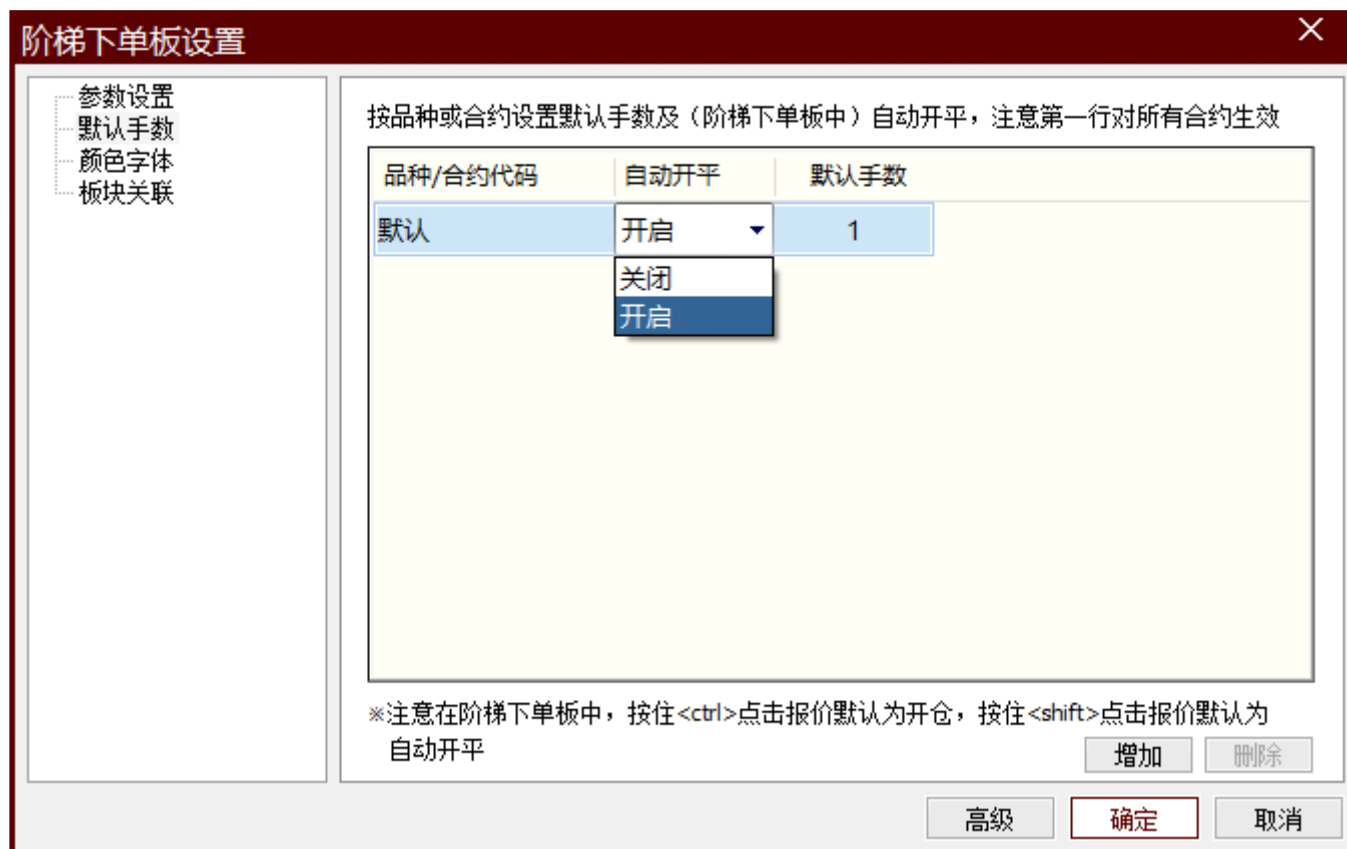 阶梯下单板设置
参数设置
默认手数
颜色字体
板块关联
按品种或合约设置默认手数及（阶梯下单板中）自动开平，注意第一行对所有合约生效
品种/合约代码 自动开平 默认手数
默认 开启 1
关闭
开启
※注意在阶梯下单板中，按住<ctrl>点击报价默认为开仓，按住<shift>点击报价默认为
自动开平
增加 删除
高级 确定 取消